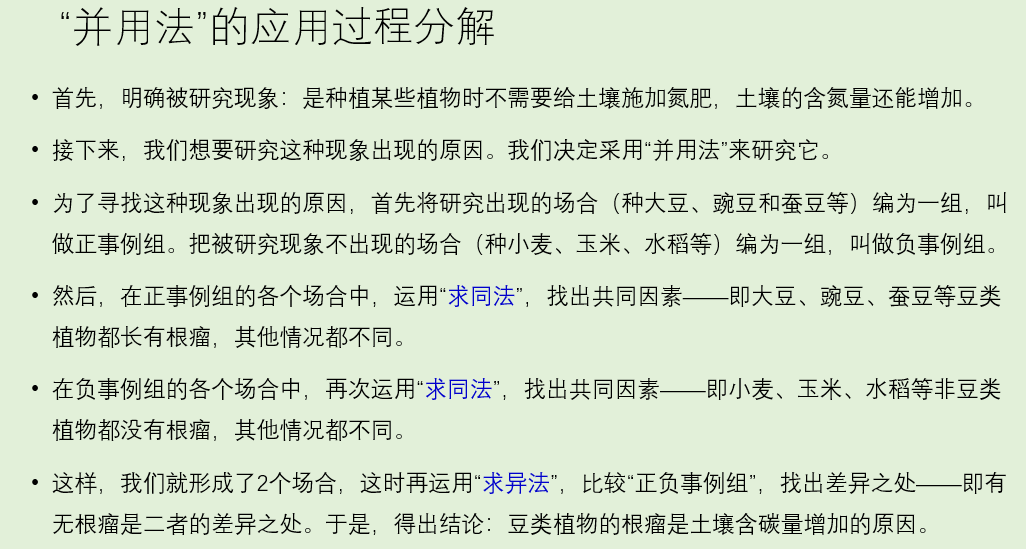 “并用法”的应用过程分解
• 首先，明确被研究现象：是种植某些植物时不需要给土壤施加氮肥，土壤的含氮量还能增加。
• 接下来，我们想要研究这种现象出现的原因。我们决定采用“并用法”来研究它。
• 为了寻找这种现象出现的原因，首先将研究出现的场合（种大豆、豌豆和蚕豆等）编为一组，叫
做正事例组。把被研究现象不出现的场合（种小麦、玉米、水稻等）编为一组，叫做负事例组。
• 然后，在正事例组的各个场合中，运用“求同法”，找出共同因素——即大豆、豌豆、蚕豆等豆类
植物都长有根瘤，其他情况都不同。
• 在负事例组的各个场合中，再次运用“求同法”，找出共同因素——即小麦、玉米、水稻等非豆类
植物都没有根瘤，其他情况都不同。
• 这样，我们就形成了2个场合，这时再运用“求异法”，比较“正负事例组”，找出差异之处——即有
无根瘤是二者的差异之处。于是，得出结论：豆类植物的根瘤是土壤含碳量增加的原因。